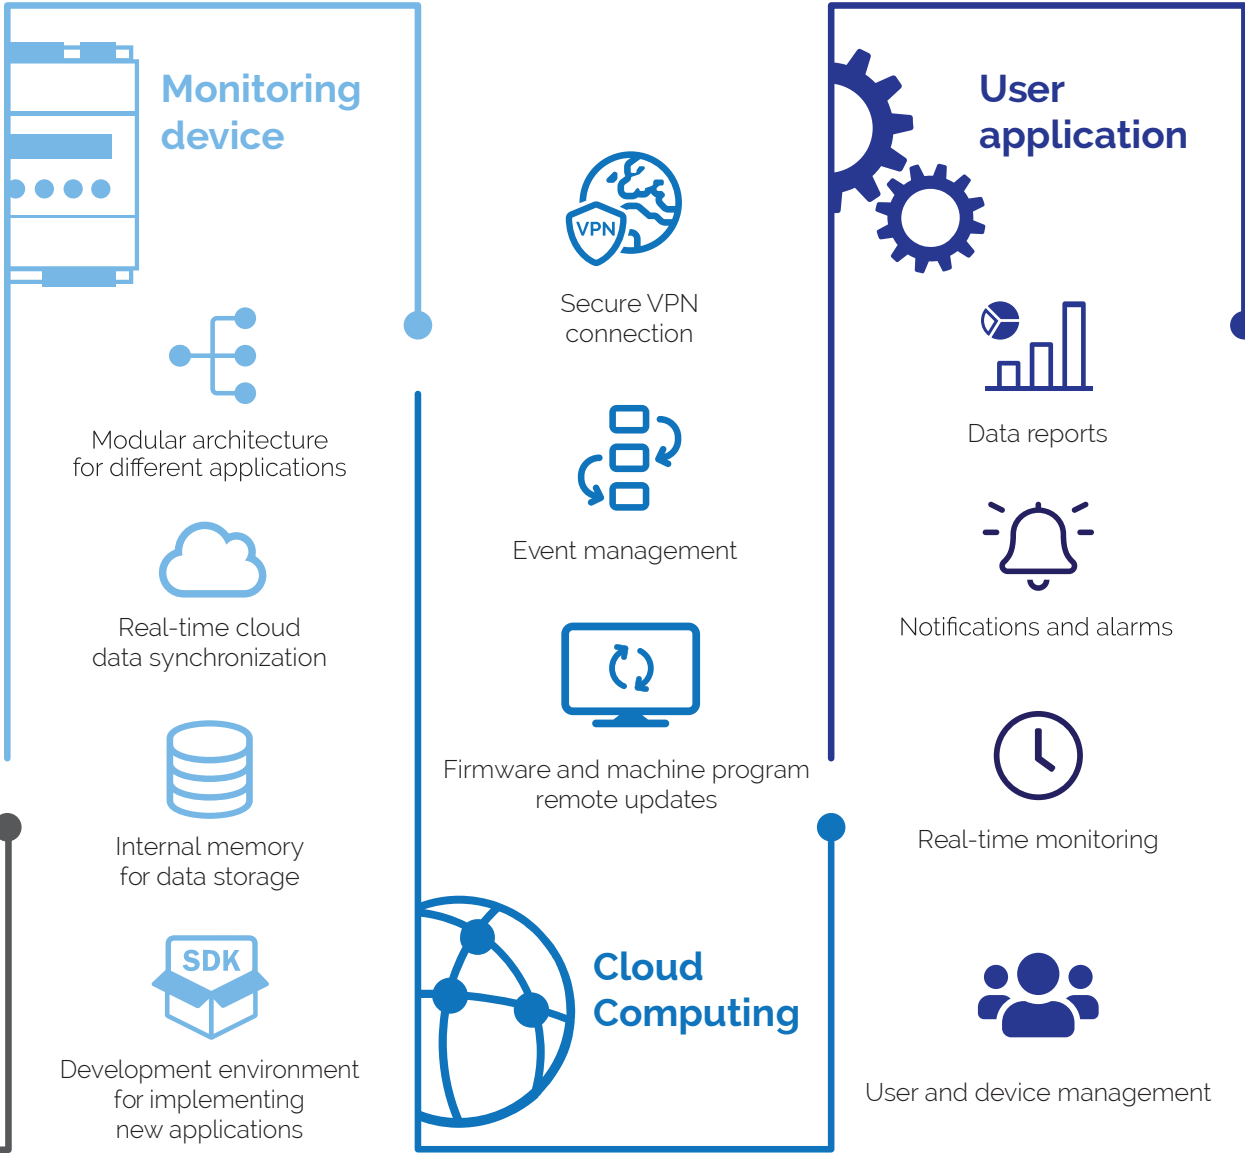 Monitoring
device
Modular architecture
for different applications
Real-time cloud
data synchronization
Internal memory
for data storage
SDK
Development environment
for implementing
new applications
VPN
Secure VPN
connection
Event management
Firmware and machine program
remote updates
Cloud
Computing
User
application
Data reports
Notifications and alarms
Real-time monitoring
User and device management